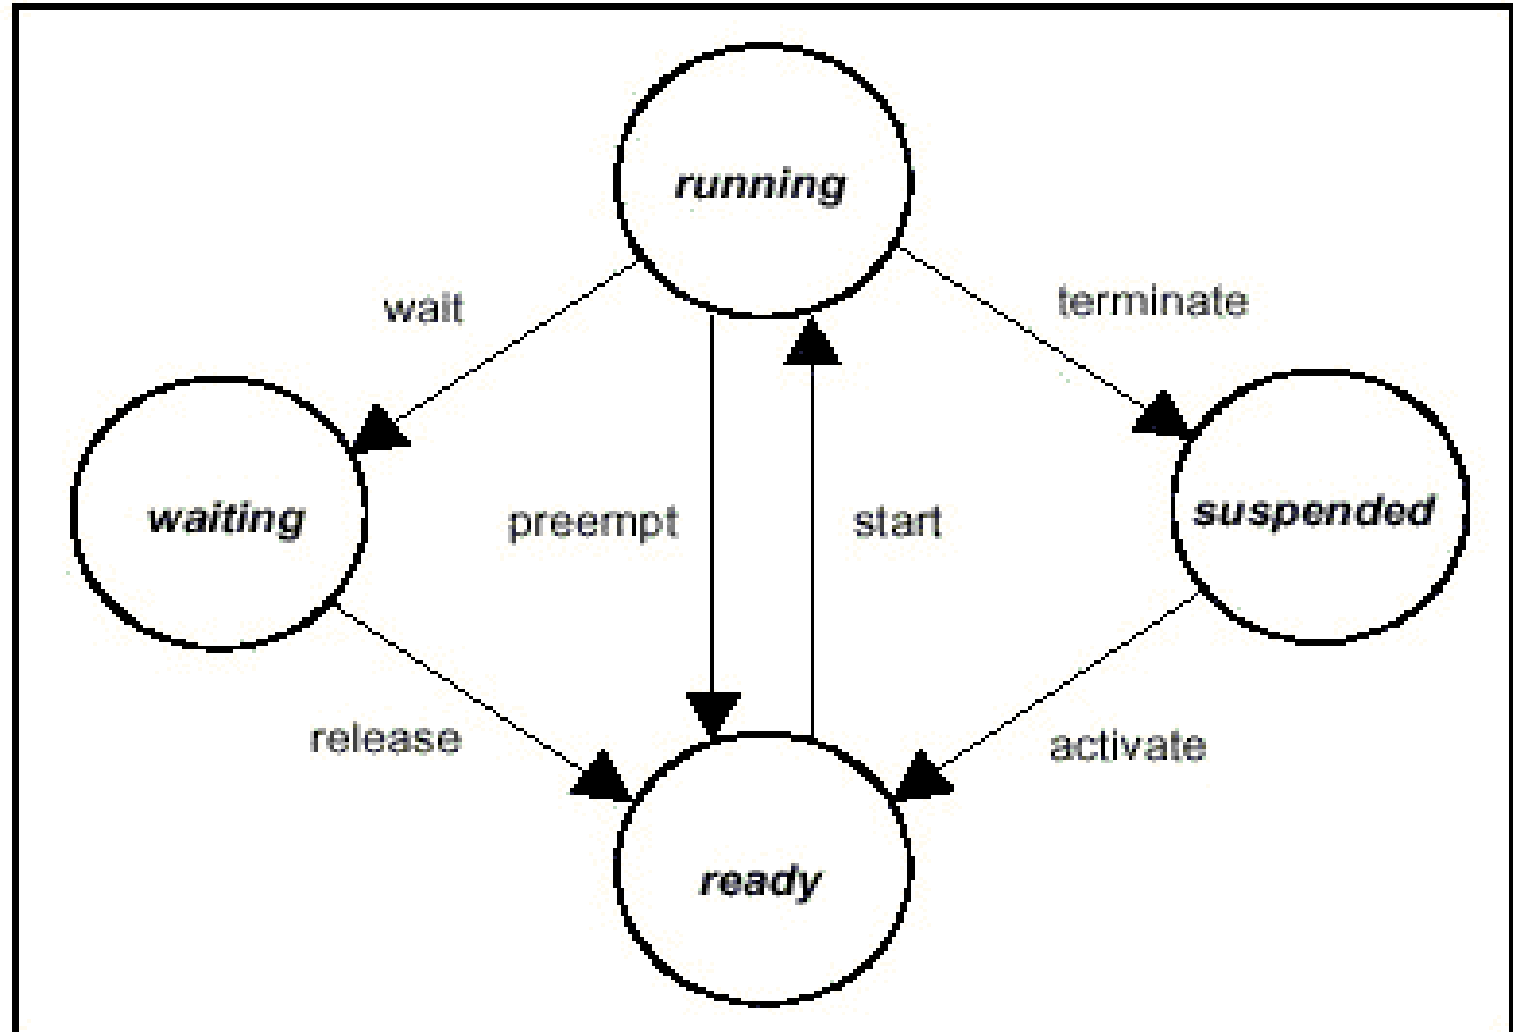 running
wait
terminate
waiting
preempt
start
suspended
release
activate
ready